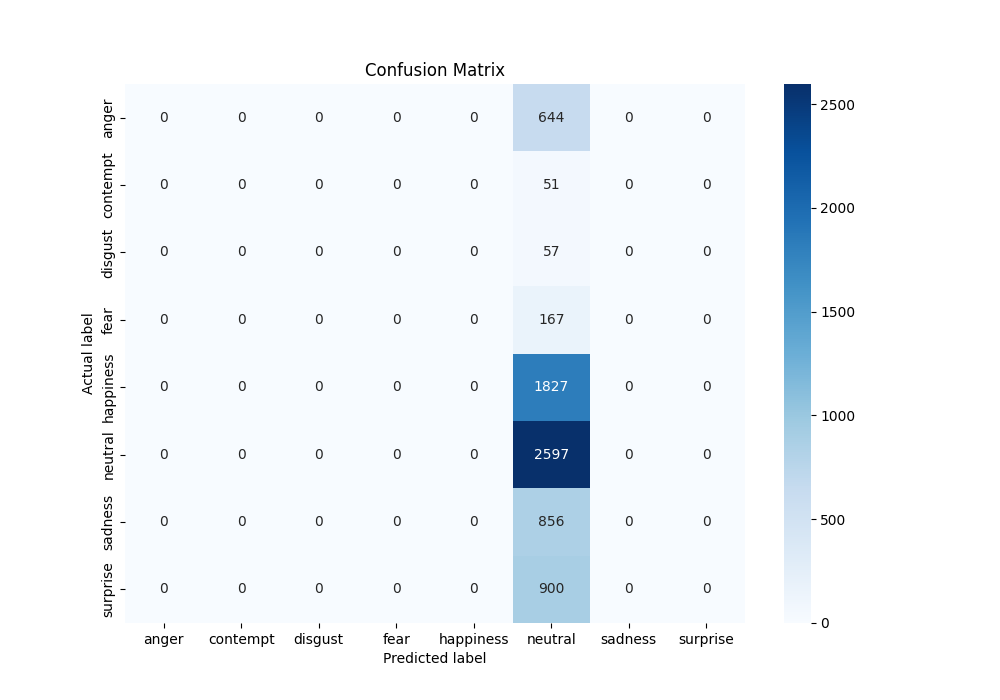 Confusion Matrix
anger 0 0 0 0 0 644 0 0
contempt 0 0 0 0 0 51 0 0
disgust 0 0 0 0 0 57 0 0
fear 0 0 0 0 0 167 0 0
happiness 0 0 0 0 0 1827 0 0
neutral 0 0 0 0 0 2597 0 0
sadness 0 0 0 0 0 856 0 0
surprise 0 0 0 0 0 900 0 0
anger contempt disgust fear happiness neutral sadness surprise
Predicted label
Actual label
2500
2000
1500
1000
500
0